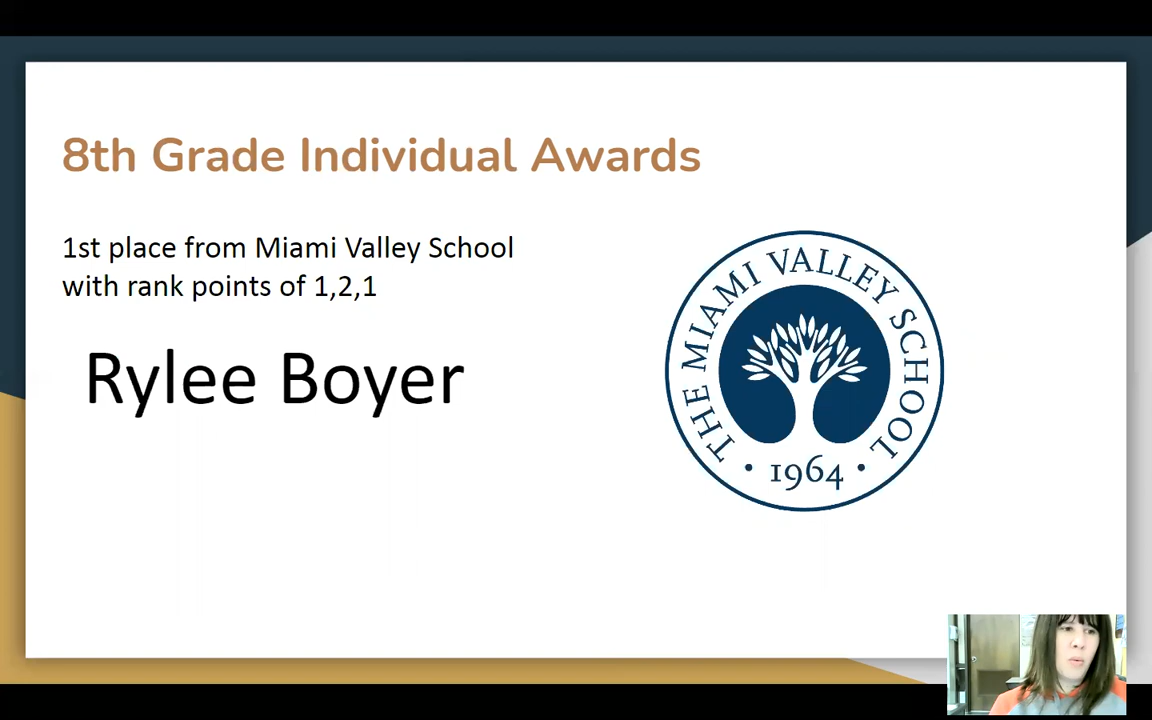 8th Grade Individual Awards
1st place from Miami Valley School
with rank points of 1,2,1
Rylee Boyer
THE MIAMI VALLEY SCHOOL
• 1964 •